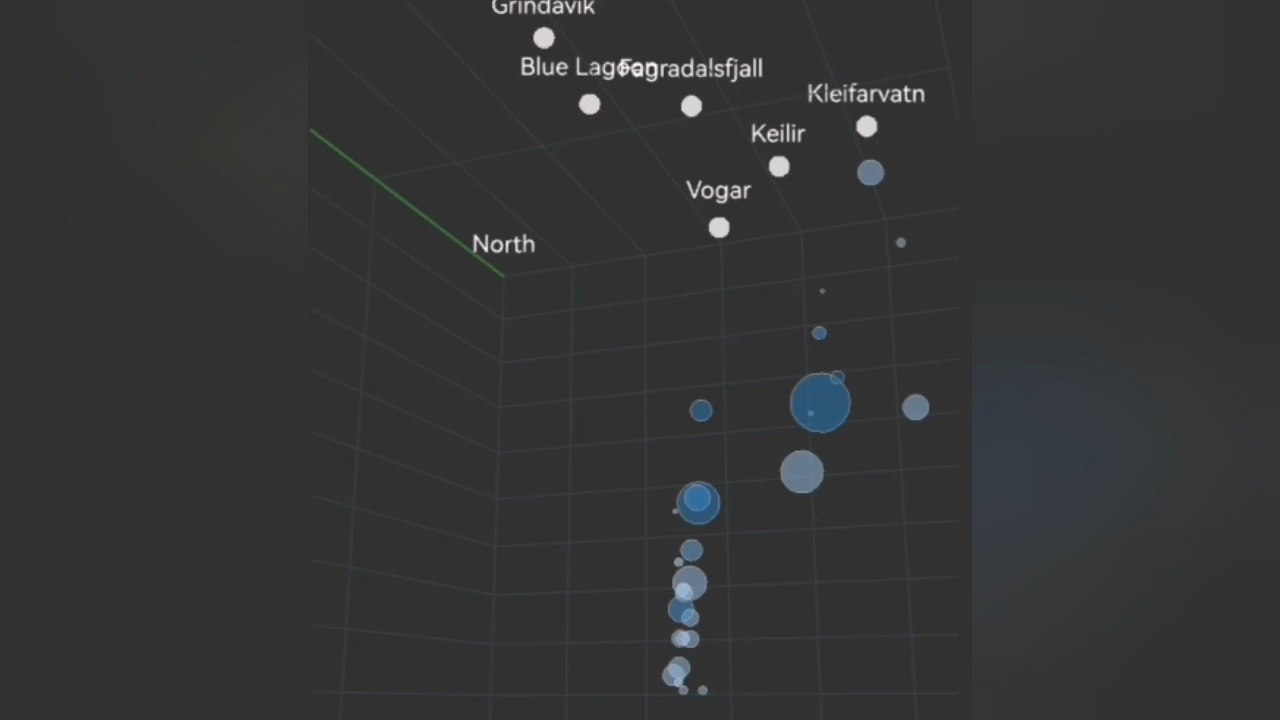 Grindavik
Blue Lagoon
Fagradalsfjall
Kleifarvatn
Keilir
Vogar
North